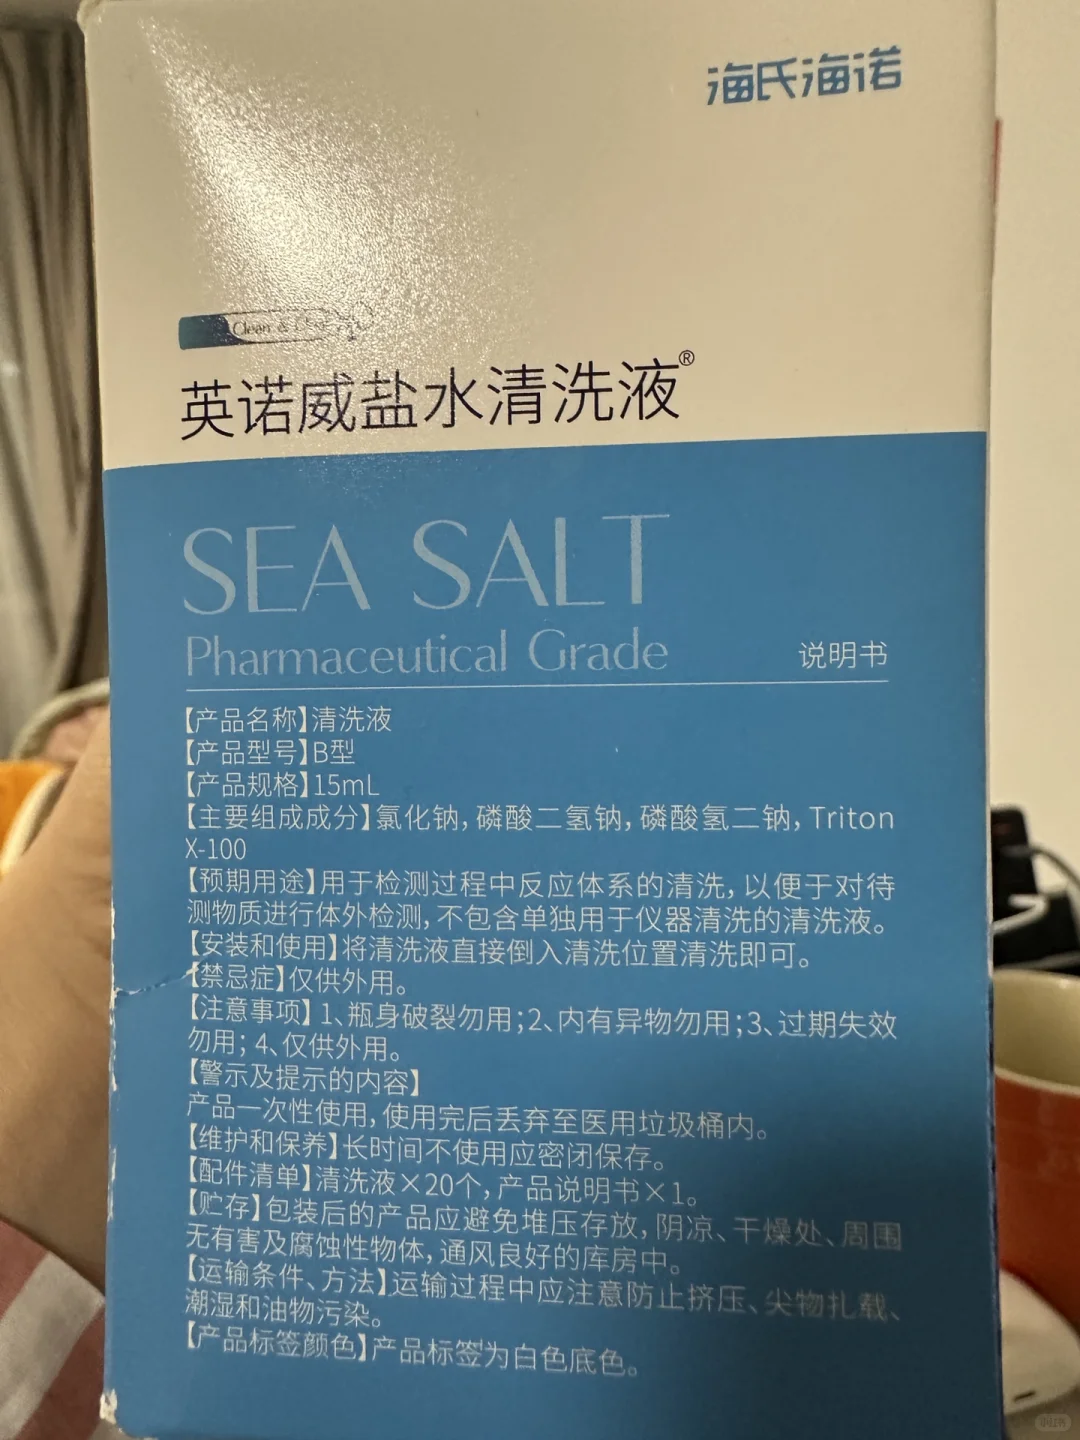 海氏海诺
Clean &
英诺威盐水清洗液®
SEA SALT
Pharmaceutical Grade
说明书
【产品名称】清洗液
【产品型号】B型
【产品规格】15mL
【主要组成成分】氯化钠，磷酸二氢钠，磷酸氢二钠，Triton
X-100
【预期用途】用于检测过程中反应体系的清洗，以便于对待
测物质进行体外检测，不包含单独用于仪器清洗的清洗液。
【安装和使用】将清洗液直接倒入清洗位置清洗即可。
【禁忌症】仅供外用。
【注意事项】1、瓶身破裂勿用；2、内有异物勿用；3、过期失效
勿用；4、仅供外用。
【警示及提示的内容】
产品一次性使用，使用完后丢弃至医用垃圾桶内。
【维护和保养】长时间不使用应密闭保存。
【配件清单】清洗液×20个，产品说明书×1。
【贮存】包装后的产品应避免堆压存放，阴凉、干燥处、周围
无有害及腐蚀性物体，通风良好的库房中。
【运输条件、方法】运输过程中应注意防止挤压、尖物扎载、
潮湿和油物污染。
【产品标签颜色】产品标签为白色底色。
小红书